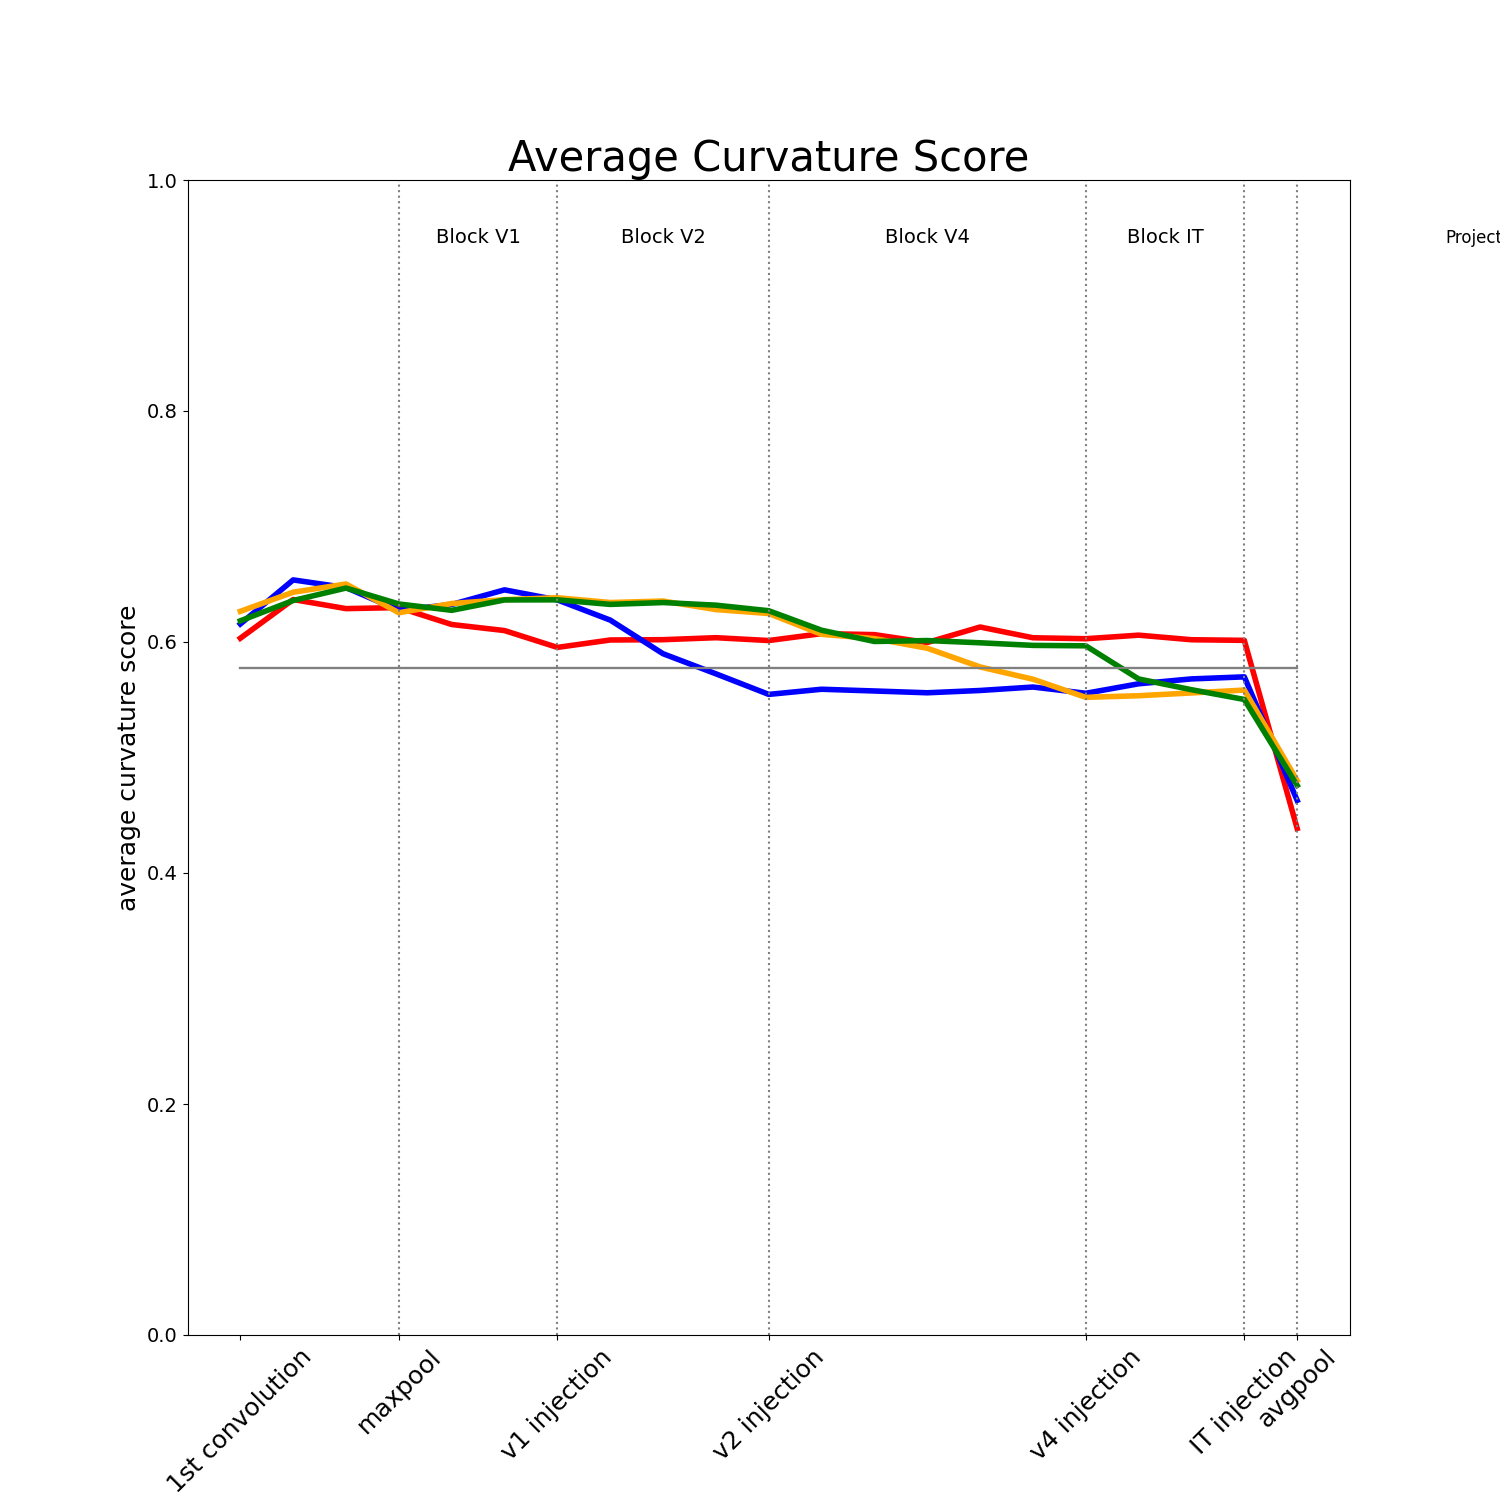 Average Curvature Score
Block V1 Block V2 Block V4 Block IT Project
average curvature score
1.0
0.8
0.6
0.4
0.2
0.0
1st convolution maxpool v1 injection v2 injection v4 injection IT injection avgpool